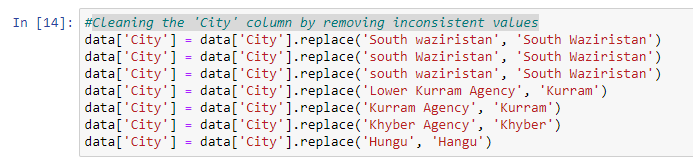 In [14]: #Cleaning the 'City' column by removing inconsistent values
data['City'] = data['City'].replace('South waziristan', 'South Waziristan')
data['City'] = data['City'].replace('south waziristan', 'South Waziristan')
data['City'] = data['City'].replace('south waziristan', 'South Waziristan')
data['City'] = data['City'].replace('Lower Kurram Agency', 'Kurram')
data['City'] = data['City'].replace('Kurram Agency', 'Kurram')
data['City'] = data['City'].replace('Khyber Agency', 'Khyber')
data['City'] = data['City'].replace('Hungu', 'Hangu')